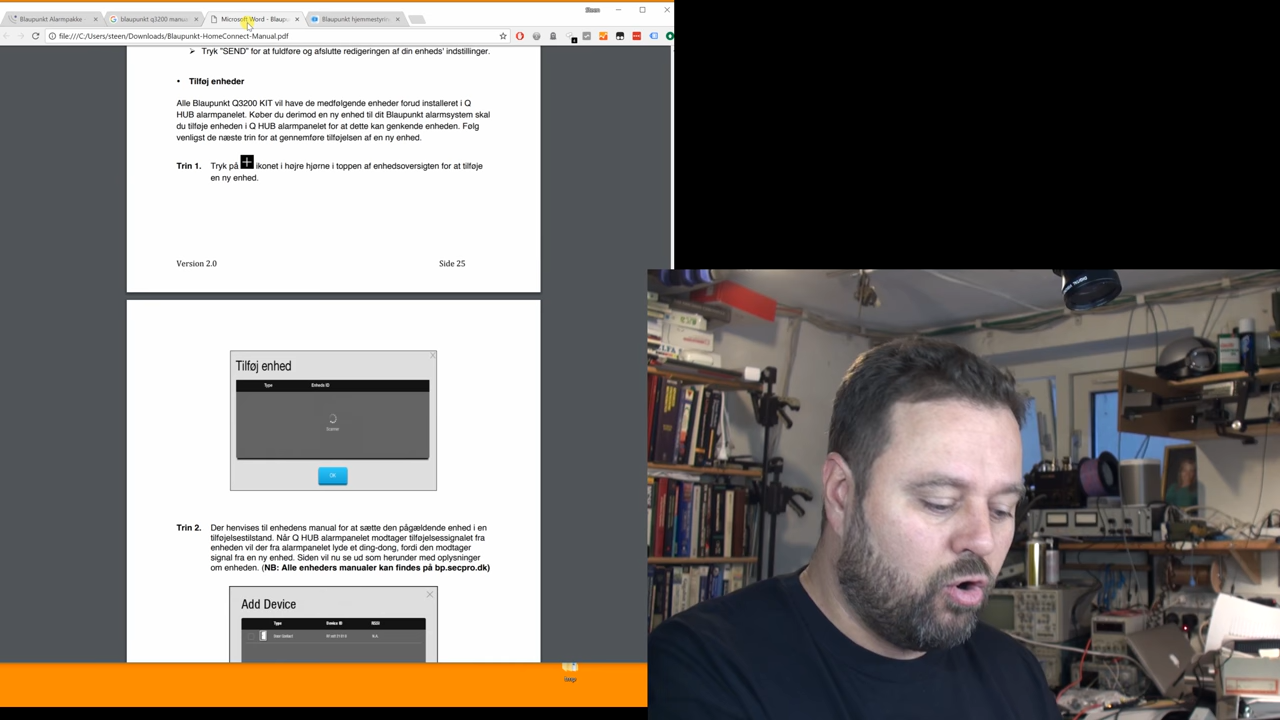 Steen
Blaupunkt Alarmpakke
blaupunkt q3200 manua
Microsoft Word - Blaupu
Blaupunkt hjemmestyrin
file:///C:/Users/steen/Downloads/Blaupunkt-HomeConnect-Manual.pdf
➢ Tryk "SEND" for at fuldføre og afslutte redigeringen af din enheds' indstillinger.
• Tilføj enheder
Alle Blaupunkt Q3200 KIT vil have de medfølgende enheder forud installeret i Q
HUB alarmpanelet. Køber du derimod en ny enhed til dit Blaupunkt alarmsystem skal
du tilføje enheden i Q HUB alarmpanelet for at dette kan genkende enheden. Følg
venligst de næste trin for at gennemføre tilføjelsen af en ny enhed.
Trin 1. Tryk på ikonet i højre hjørne i toppen af enhedsoversigten for at tilføje
en ny enhed.
Version 2.0 Side 25
Tilføj enhed
Type Enheds ID
Scanner
OK
Trin 2. Der henvises til enhedens manual for at sætte den pågældende enhed i en
tilføjelsestilstand. Når Q HUB alarmpanelet modtager tilføjelsessignalet fra
enheden vil der fra alarmpanelet lyde et ding-dong, fordi den modtager
signal fra en ny enhed. Siden vil nu se ud som herunder med oplysninger
om enheden. (NB: Alle enheders manualer kan findes på bp.secpro.dk)
Add Device
Type Device ID RSSI
Door Contact N.A.